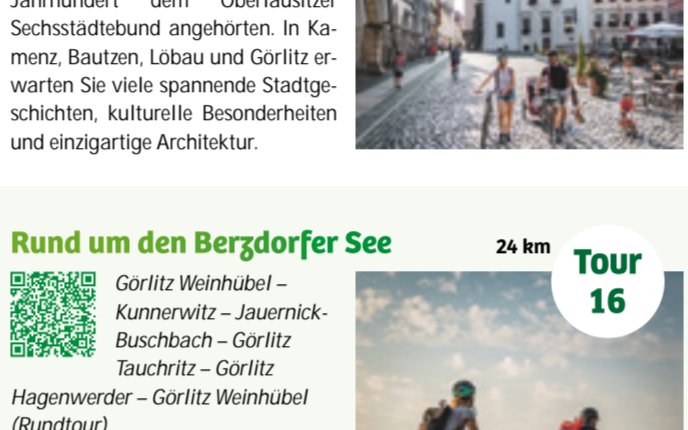 Jahrhundert dem Oberlausitzer
Sechsstädtebund angehörten. In Ka-
menz, Bautzen, Löbau und Görlitz er-
warten Sie viele spannende Stadtge-
schichten, kulturelle Besonderheiten
und einzigartige Architektur.
Rund um den Berzdorfer See
24 km
Tour
16
Görlitz Weinhübel –
Kunnerwitz – Jauernick-
Buschbach – Görlitz
Tauchritz – Görlitz
Hagenwerder – Görlitz Weinhübel
(Rundtour)